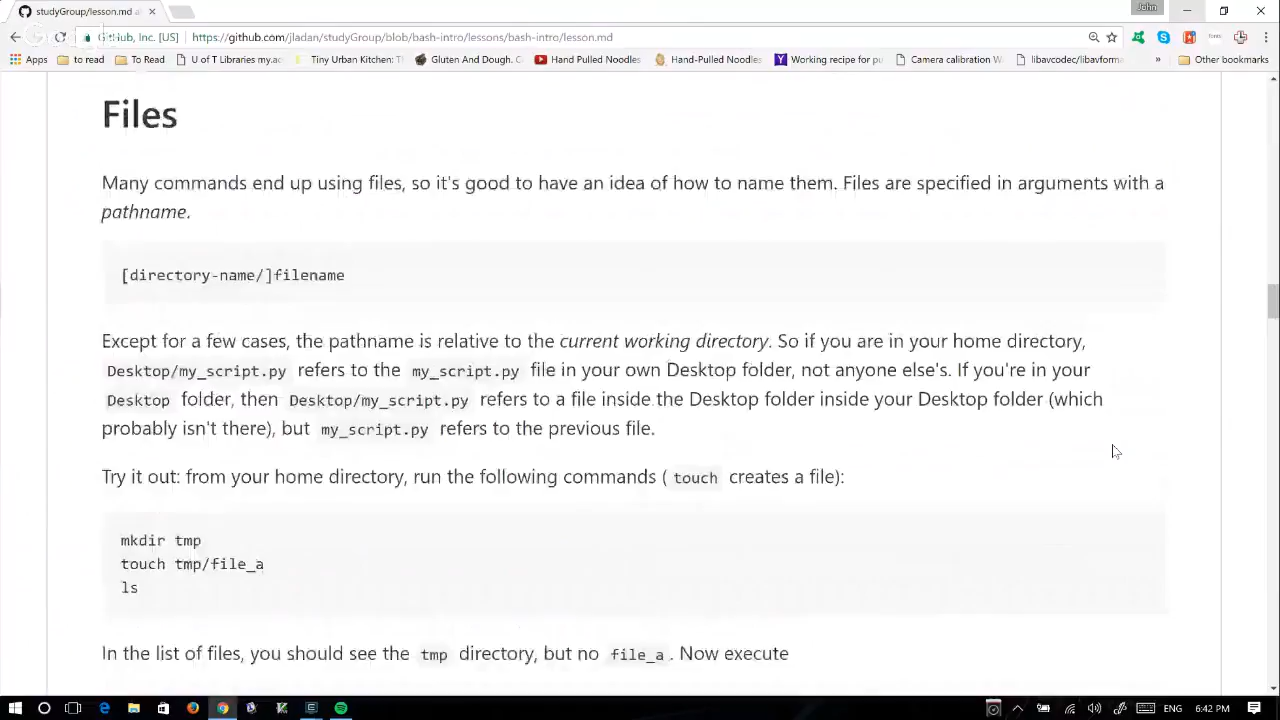 studyGroup/lesson.md at
John
GitHub, Inc. [US] https://github.com/jladan/studyGroup/blob/bash-intro/lessons/bash-intro/lesson.md
Apps To read To Read U of T Libraries my.ac Tiny Urban Kitchen: Th Gluten And Dough. C Hand Pulled Noodles Hand-Pulled Noodles Working recipe for pu Camera calibration W libavcodec/libavforma » Other bookmarks
Files
Many commands end up using files, so it's good to have an idea of how to name them. Files are specified in arguments with a
pathname.
[directory-name/]filename
Except for a few cases, the pathname is relative to the current working directory. So if you are in your home directory,
Desktop/my_script.py refers to the my_script.py file in your own Desktop folder, not anyone else's. If you're in your
Desktop folder, then Desktop/my_script.py refers to a file inside the Desktop folder inside your Desktop folder (which
probably isn't there), but my_script.py refers to the previous file.
Try it out: from your home directory, run the following commands ( touch creates a file):
mkdir tmp
touch tmp/file_a
ls
In the list of files, you should see the tmp directory, but no file_a. Now execute
ENG 6:42 PM